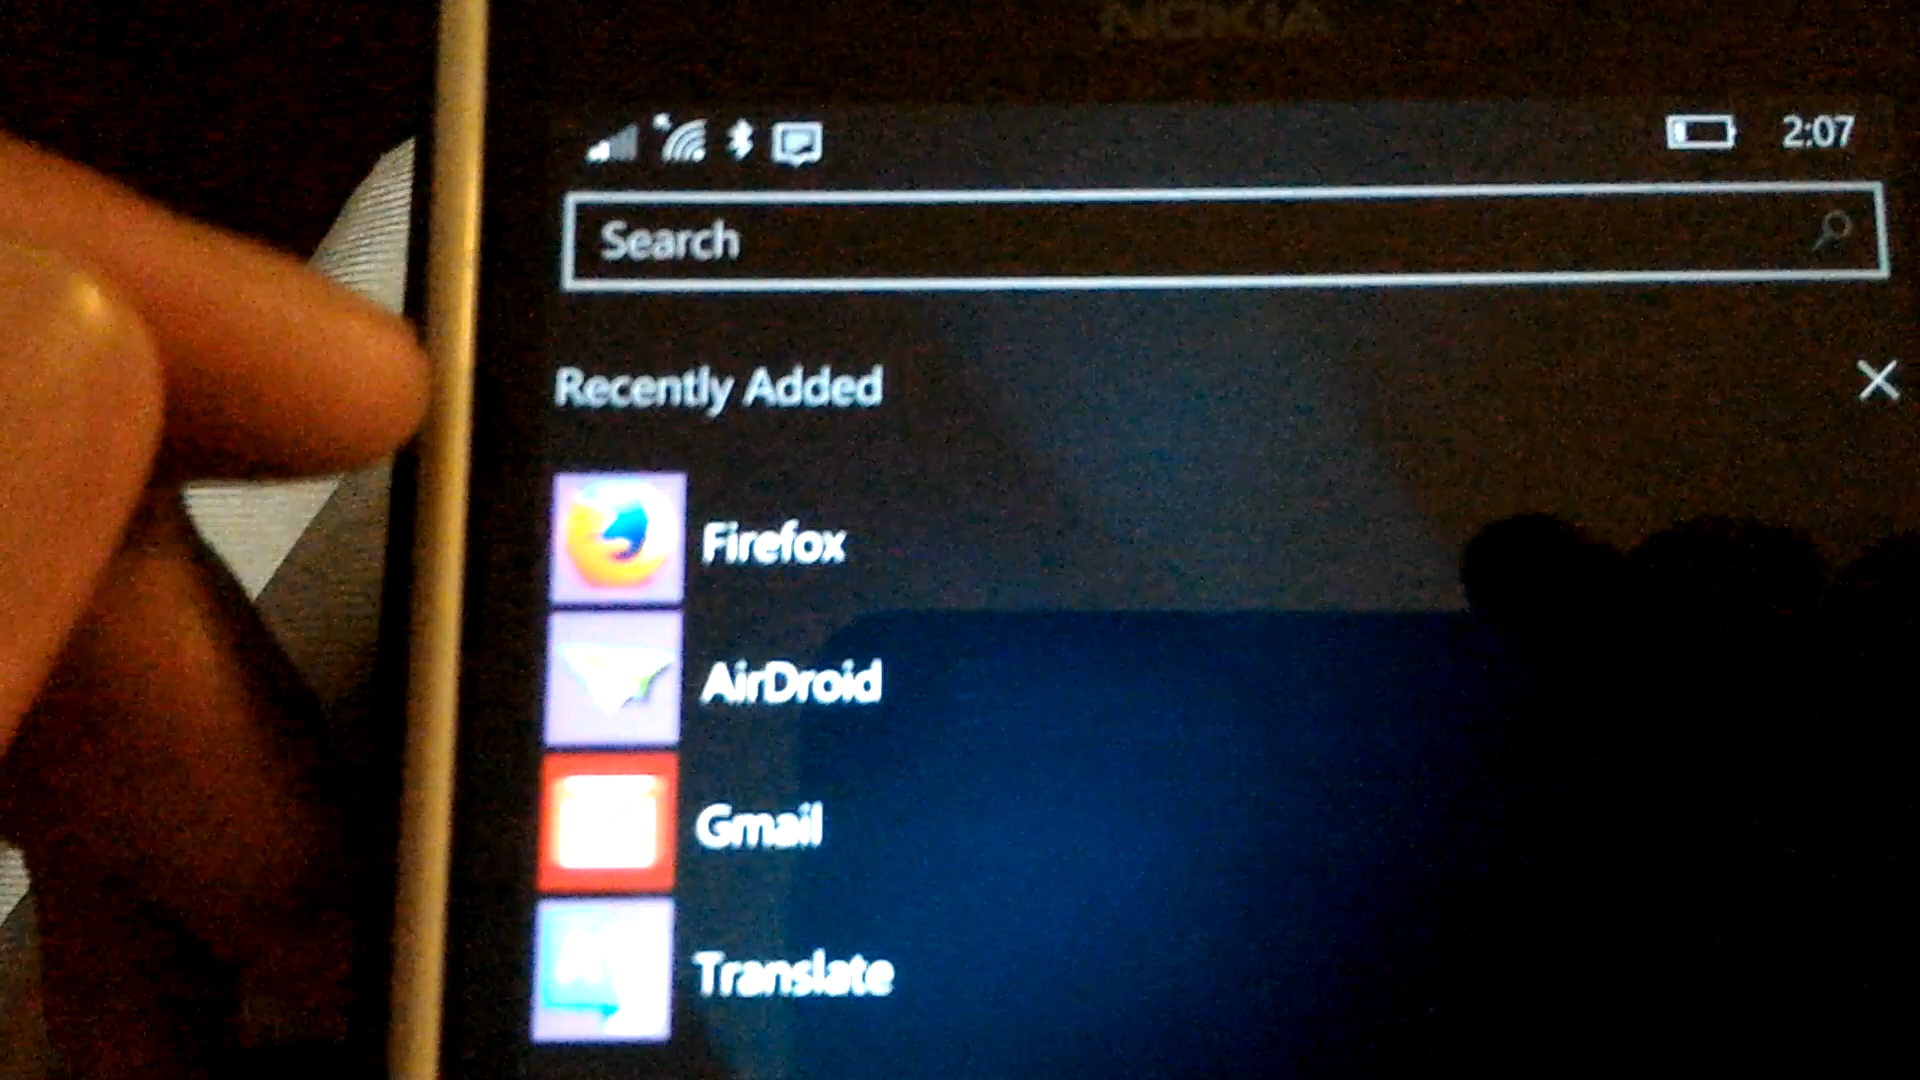 NOKIA
2:07
Search
Recently Added
Firefox
AirDroid
Gmail
Translate